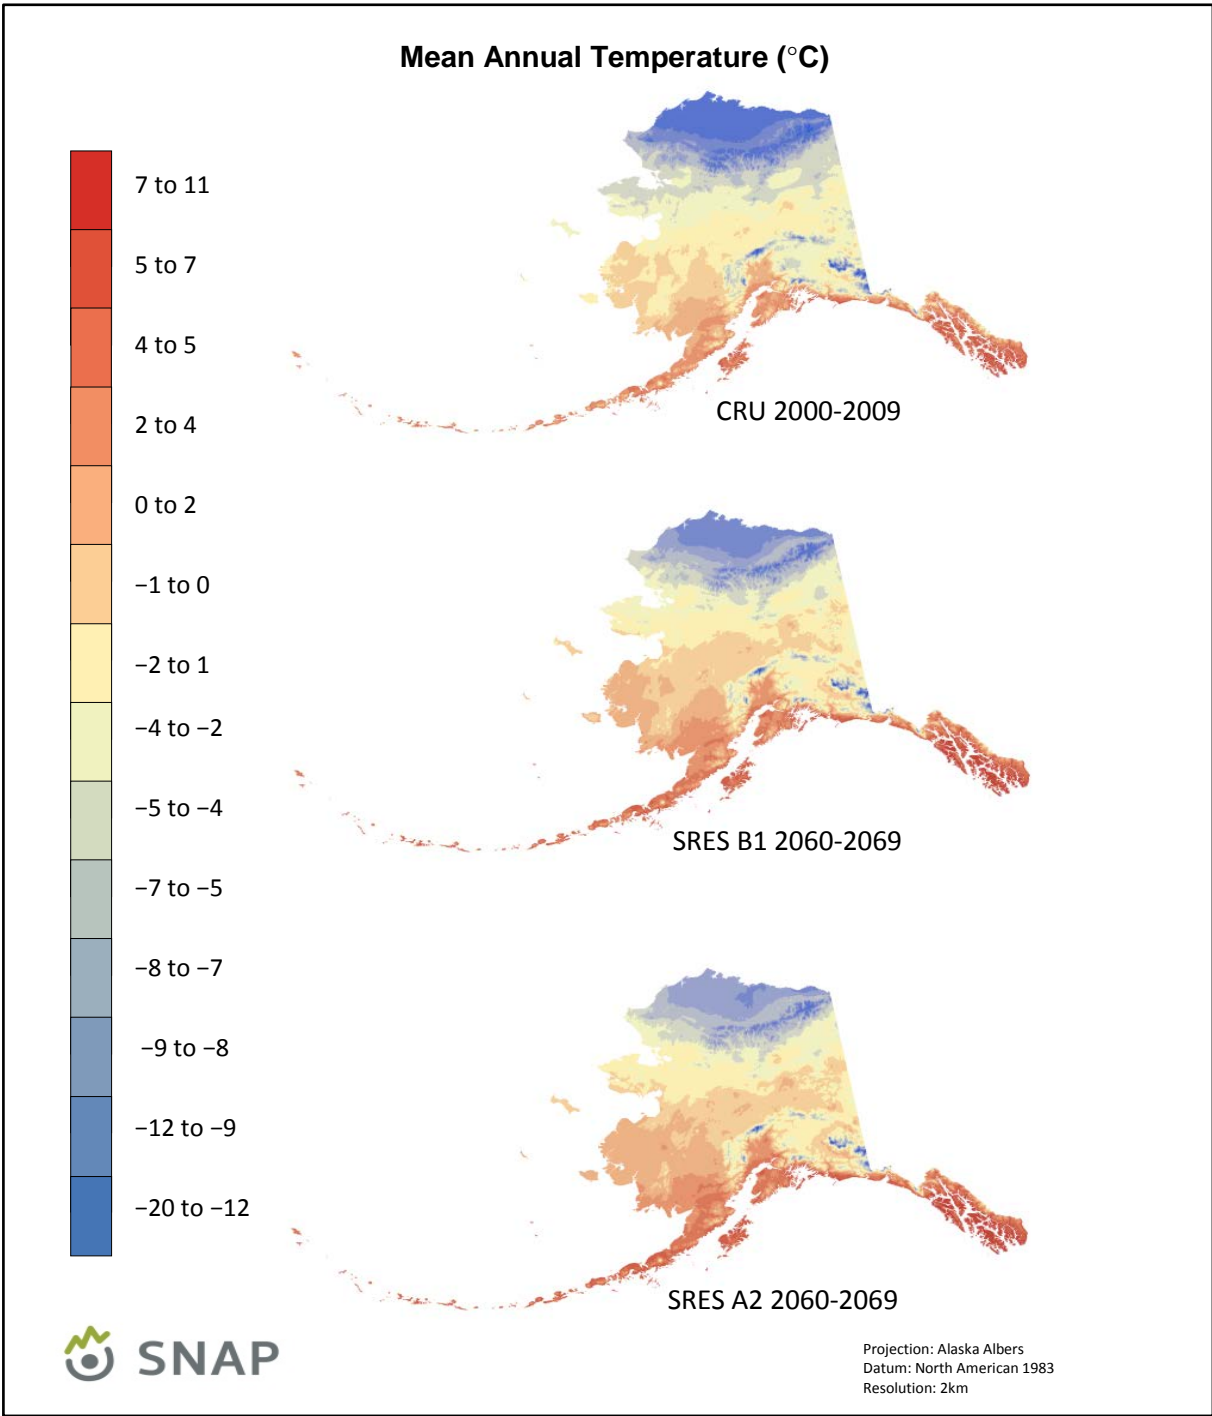 Mean Annual Temperature (°C)
7 to 11
5 to 7
4 to 5
2 to 4
0 to 2
−1 to 0
−2 to 1
−4 to −2
−5 to −4
−7 to −5
−8 to −7
−9 to −8
−12 to −9
−20 to −12
CRU 2000-2009
SRES B1 2060-2069
SRES A2 2060-2069
SNAP
Projection: Alaska Albers
Datum: North American 1983
Resolution: 2km